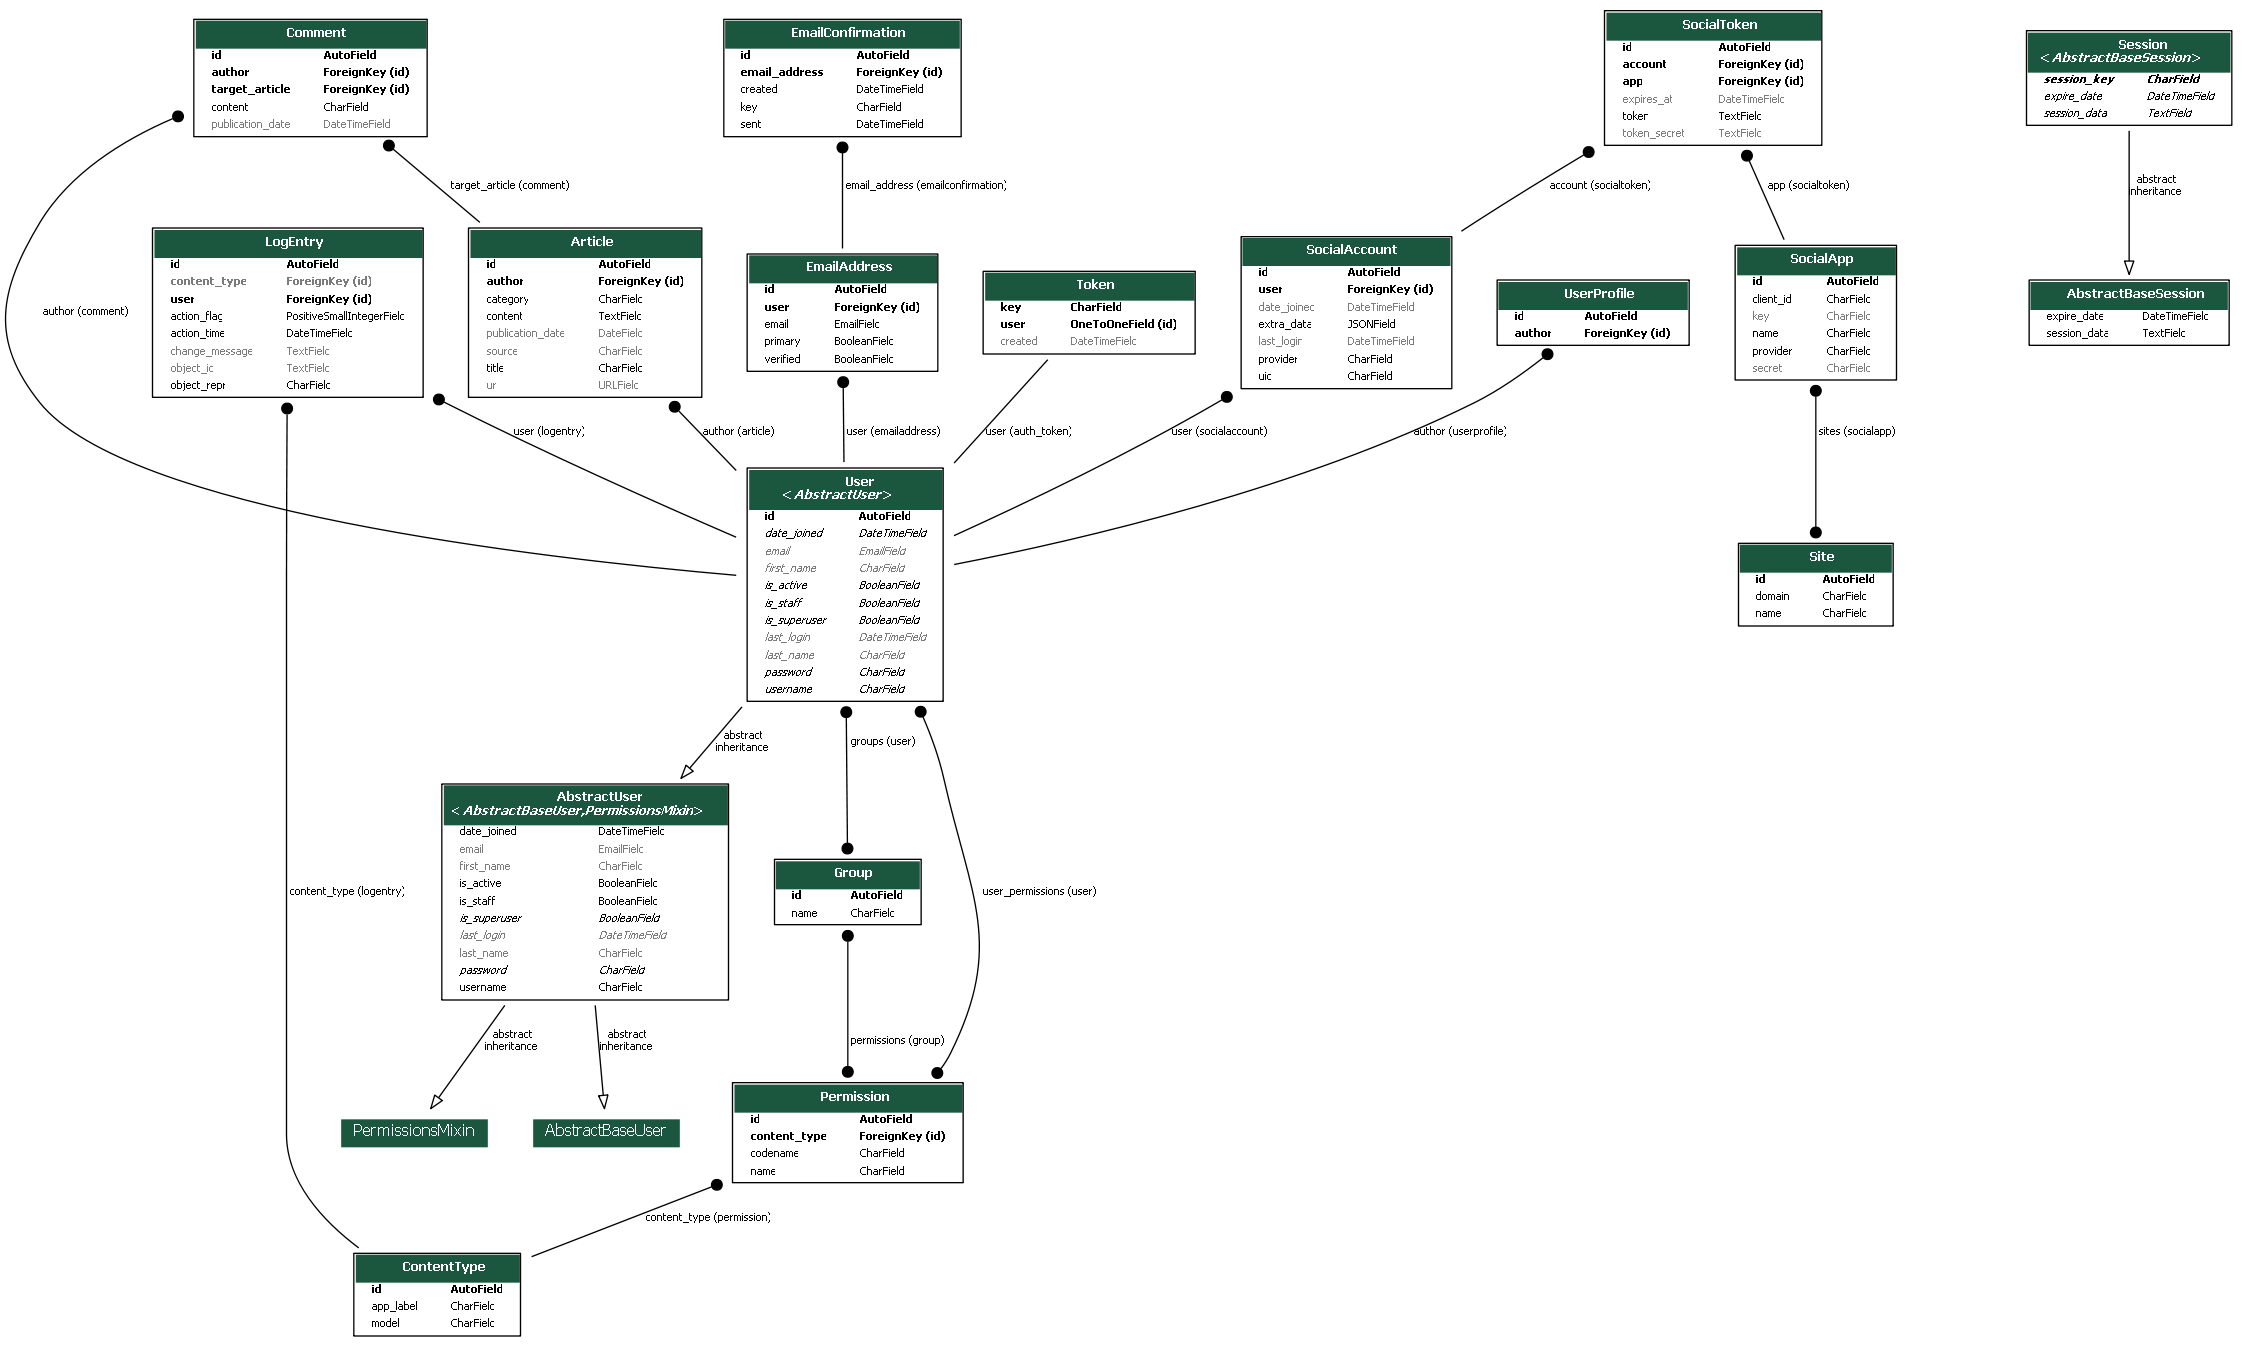 Comment
id AutoField
author ForeignKey (id)
target_article ForeignKey (id)
content CharField
publication_date DateTimeField
EmailConfirmation
id AutoField
email_address ForeignKey (id)
created DateTimeField
key CharField
sent DateTimeField
SocialToken
id AutoField
account ForeignKey (id)
app ForeignKey (id)
expires_at DateTimeField
token TextField
token_secret TextField
Session
<AbstractBaseSession>
session_key CharField
expire_date DateTimeField
session_data TextField
target_article (comment)
email_address (emailconfirmation)
account (socialtoken)
app (socialtoken)
abstract
inheritance
author (comment)
LogEntry
id AutoField
content_type ForeignKey (id)
user ForeignKey (id)
action_flag PositiveSmallIntegerField
action_time DateTimeField
change_message TextField
object_id TextField
object_repr CharField
Article
id AutoField
author ForeignKey (id)
category CharField
content TextField
publication_date DateField
source CharField
title CharField
url URLField
EmailAddress
id AutoField
user ForeignKey (id)
email EmailField
primary BooleanField
verified BooleanField
Token
key CharField
user OneToOneField (id)
created DateTimeField
SocialAccount
id AutoField
user ForeignKey (id)
date_joined DateTimeField
extra_data JSONField
last_login DateTimeField
provider CharField
uid CharField
UserProfile
id AutoField
author ForeignKey (id)
SocialApp
id AutoField
client_id CharField
key CharField
name CharField
provider CharField
secret CharField
AbstractBaseSession
expire_date DateTimeField
session_data TextField
user (logentry)
author (article)
user (emailaddress)
user (auth_token)
user (socialaccount)
author (userprofile)
sites (socialapp)
User
<AbstractUser>
id AutoField
date_joined DateTimeField
email EmailField
first_name CharField
is_active BooleanField
is_staff BooleanField
is_superuser BooleanField
last_login DateTimeField
last_name CharField
password CharField
username CharField
Site
id AutoField
domain CharField
name CharField
abstract
inheritance
groups (user)
AbstractUser
<AbstractBaseUser,PermissionsMixin>
date_joined DateTimeField
email EmailField
first_name CharField
is_active BooleanField
is_staff BooleanField
is_superuser BooleanField
last_login DateTimeField
last_name CharField
password CharField
username CharField
Group
id AutoField
name CharField
content_type (logentry)
user_permissions (user)
abstract
inheritance
abstract
inheritance
permissions (group)
PermissionsMixin
AbstractBaseUser
Permission
id AutoField
content_type ForeignKey (id)
codename CharField
name CharField
content_type (permission)
ContentType
id AutoField
app_label CharField
model CharField